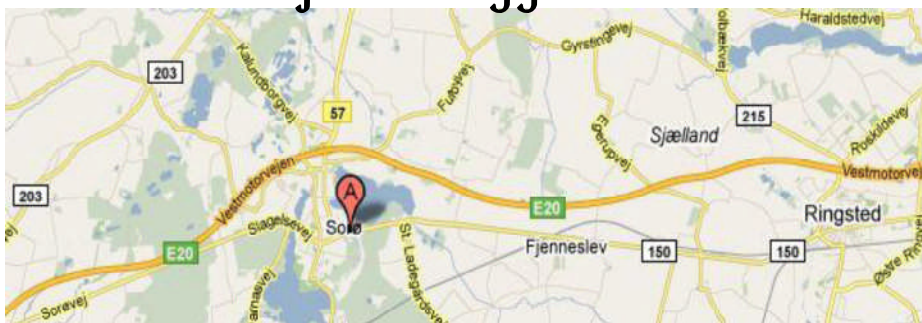 Haraldstedvej
Gyrstingevej
203
Kalundborgvej
57
Fulbyvej
215
Sjælland
Roskildevej
Egerupvej
A
Vestmotorvejen
203
E20
Ringsted
Slagelsevej
Sorø
E20
Fjenneslev
150
150
St. Ladegårdsvej
Sorøvej